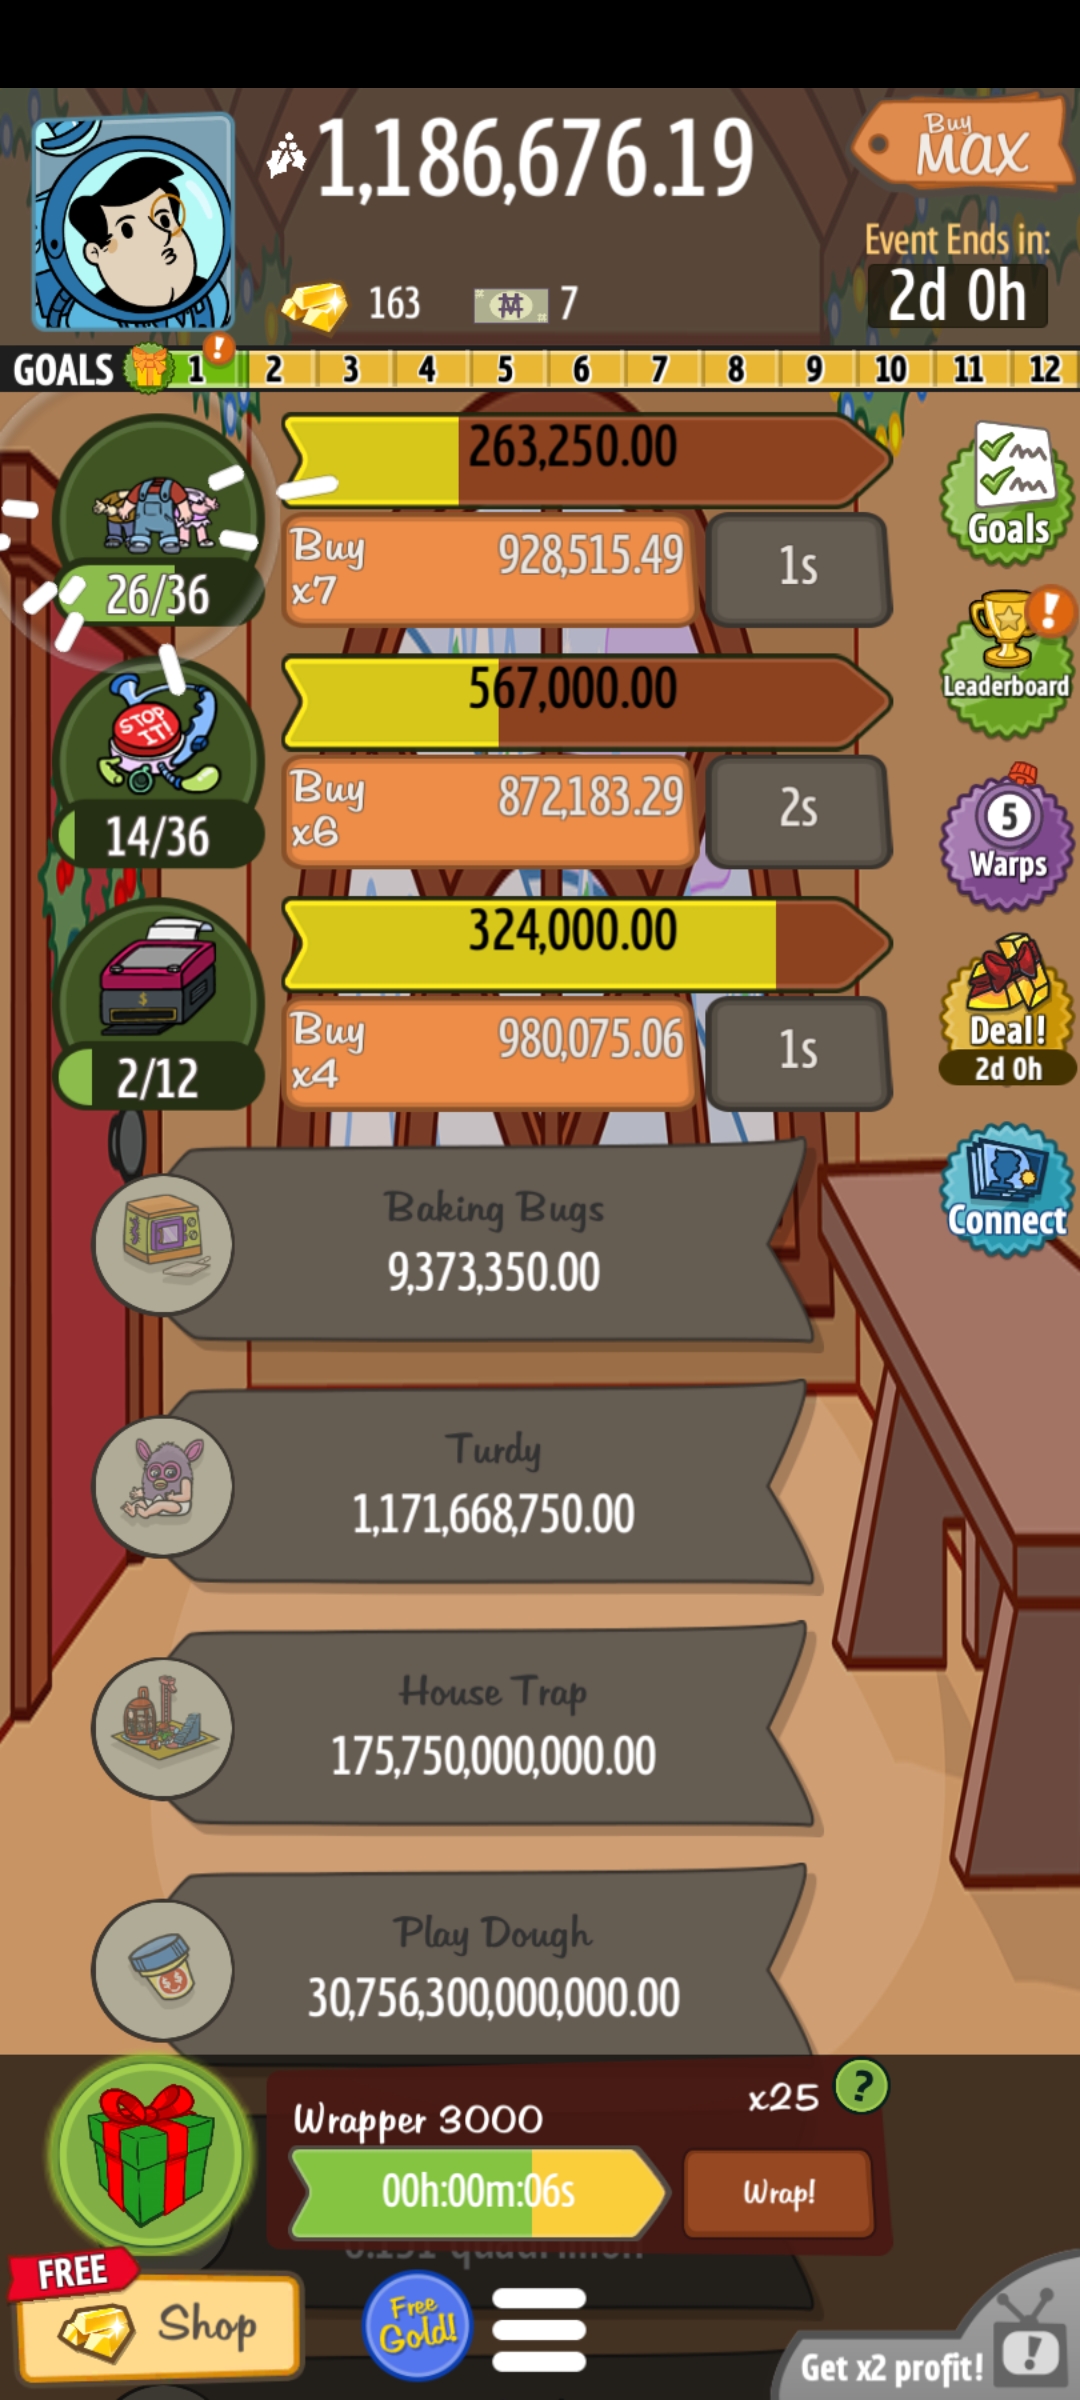 1,186,676.19
Buy
MAX
Event Ends in:
2d 0h
163
7
GOALS 1 ! 2 3 4 5 6 7 8 9 10 11 12
263,250.00
Buy
x7
928,515.49
1s
26/36
Goals
567,000.00
STOP
IT!
Buy
x6
872,183.29
2s
14/36
!
Leaderboard
5
Warps
324,000.00
$
Buy
x4
980,075.06
1s
2/12
Deal!
2d 0h
Connect
Baking Bugs
9,373,350.00
Turdy
1,171,668,750.00
House Trap
175,750,000,000.00
Play Dough
30,756,300,000,000.00
Wrapper 3000
x25
?
00h:00m:06s
Wrap!
FREE
Shop
Free
Gold!
Get x2 profit!
!